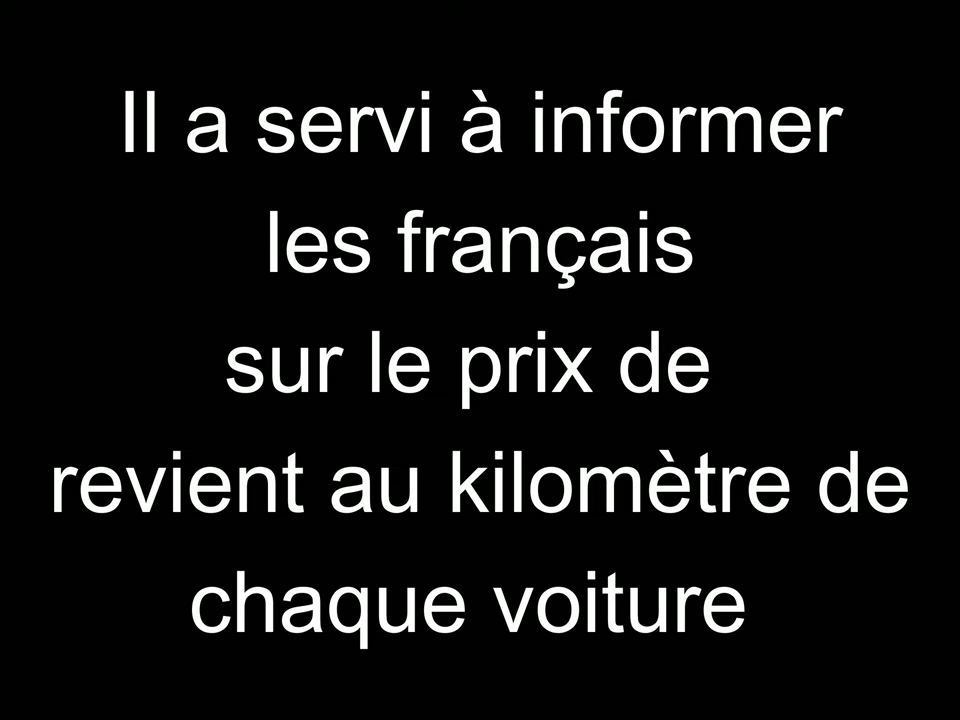 Il a servi à informer
les français
sur le prix de
revient au kilomètre de
chaque voiture